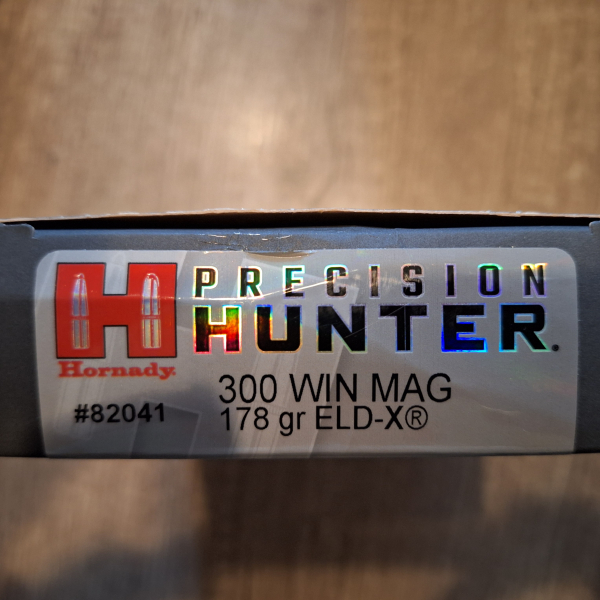 PRECISION
HUNTER.
Hornady.
300 WIN MAG
#82041
178 gr ELD-X®